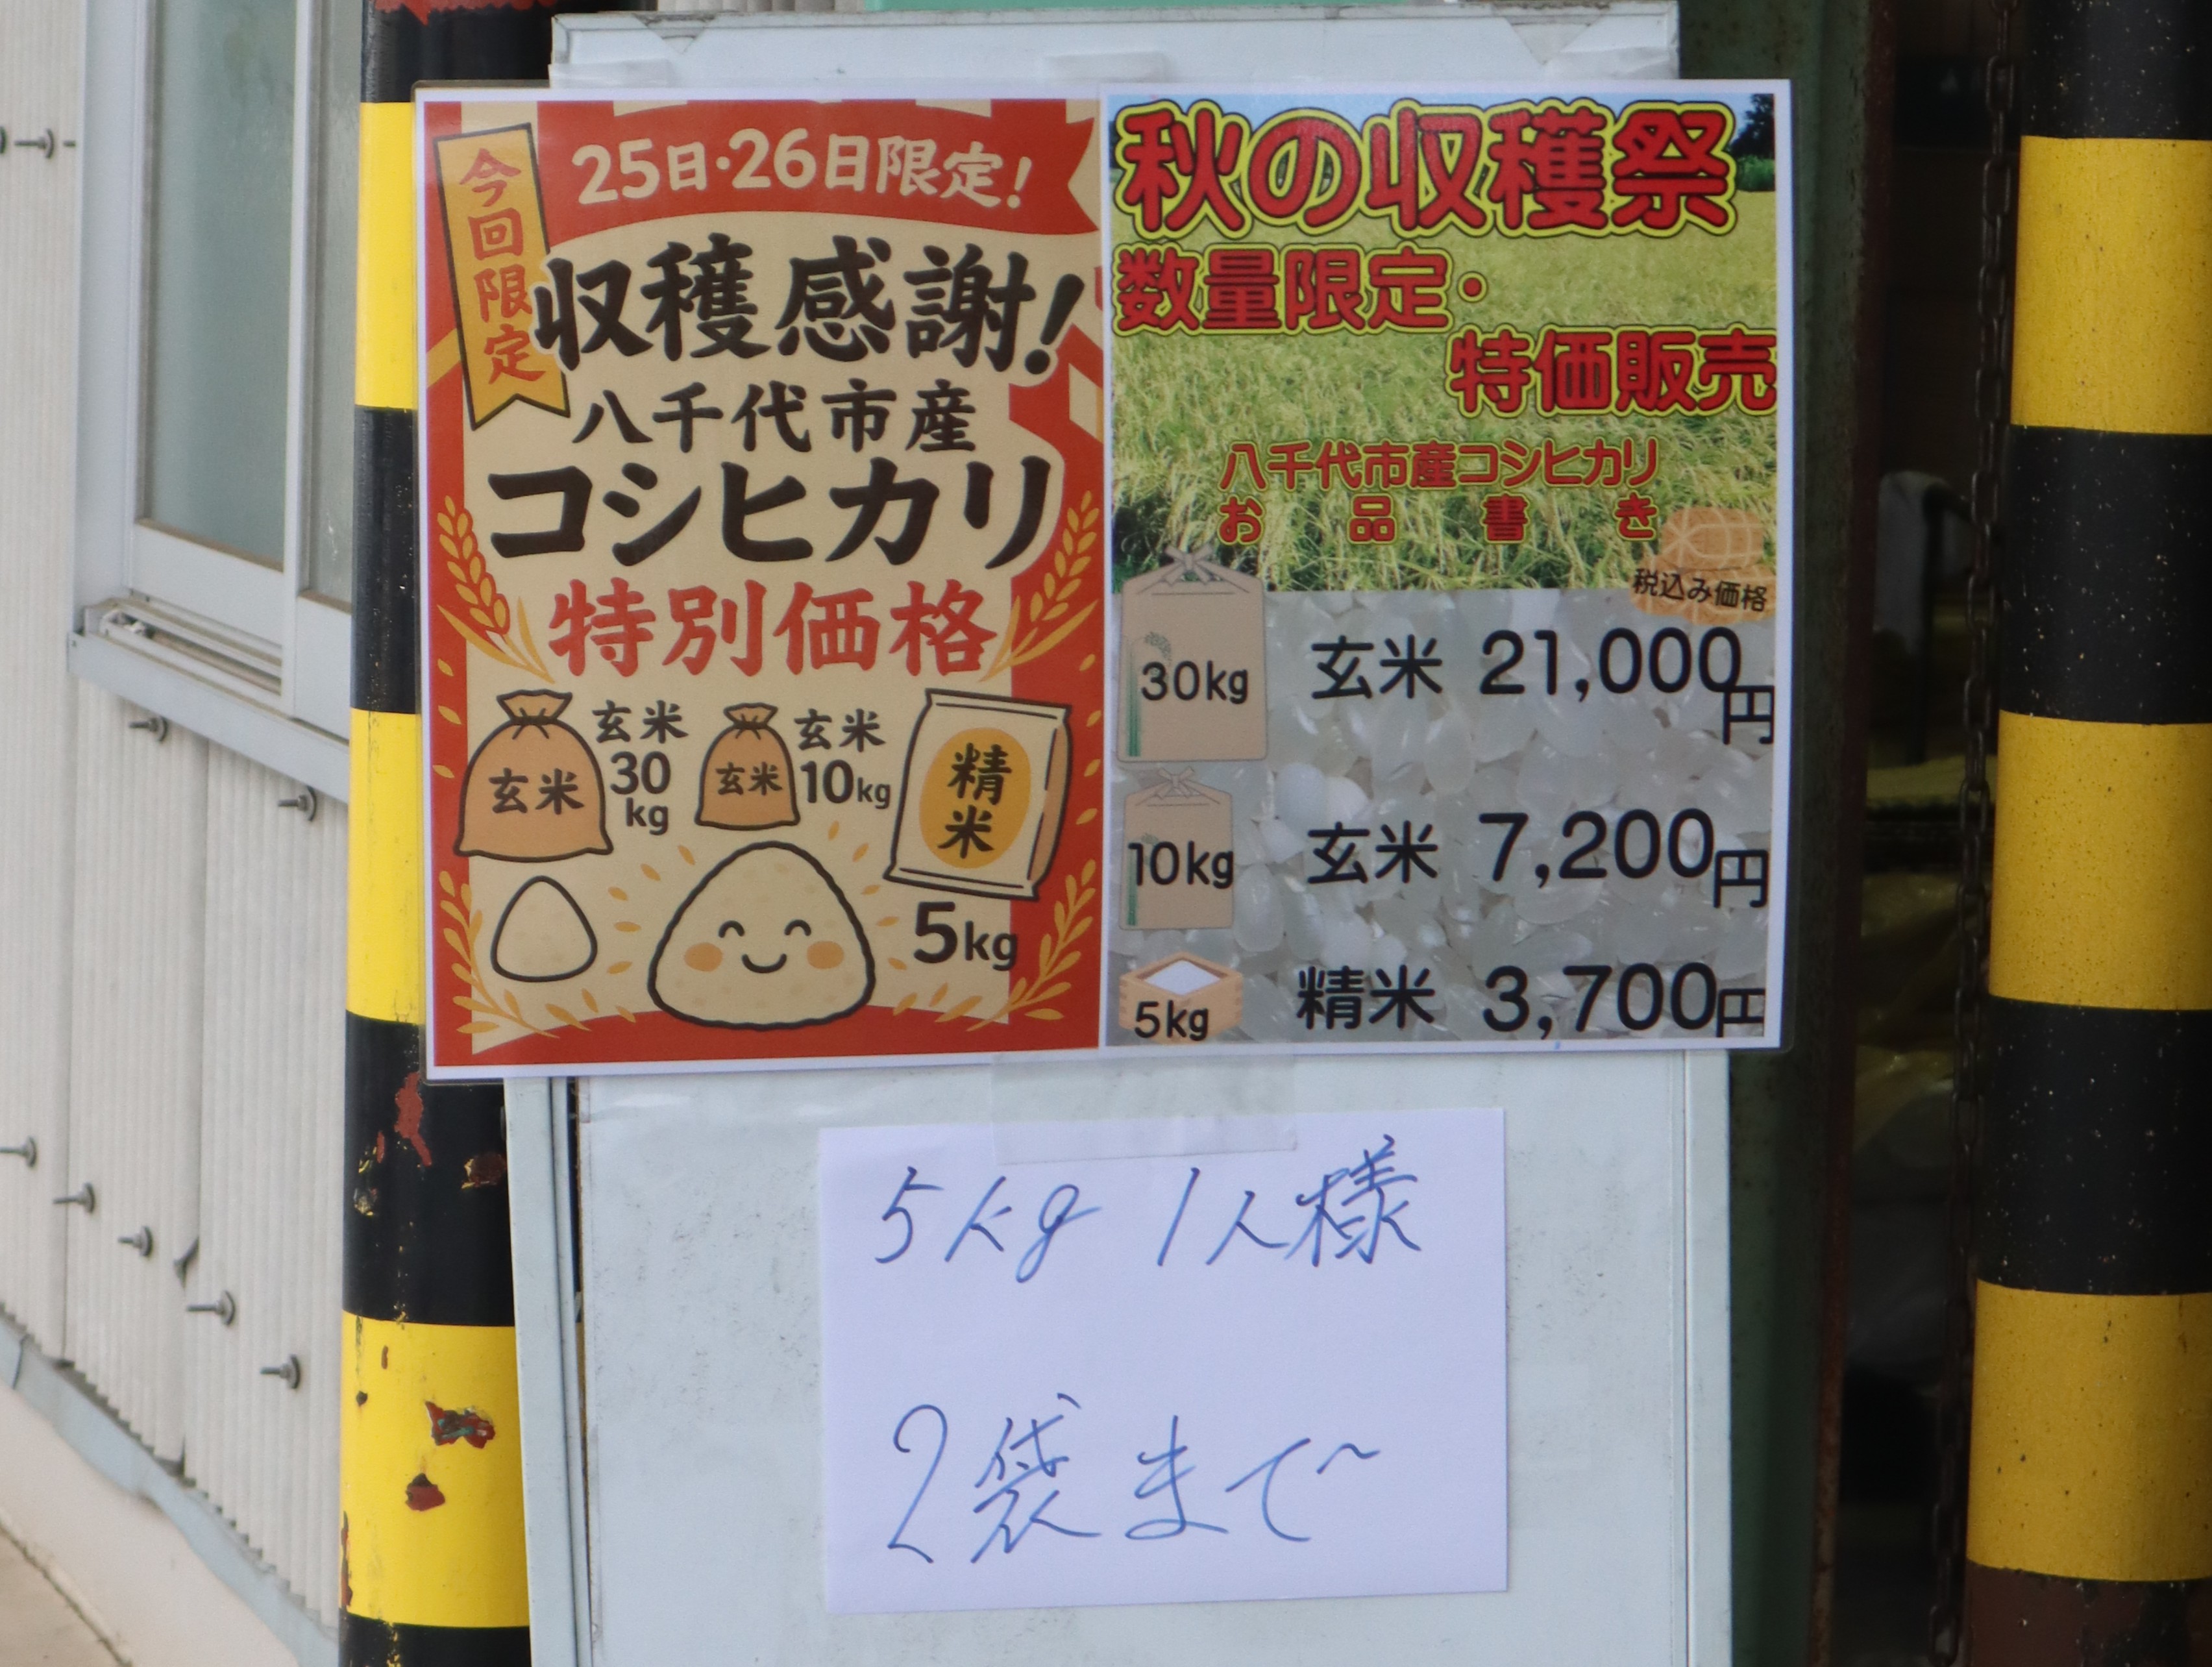 今回限定
25日・26日限定!
収穫感謝!
八千代市産
コシヒカリ
特別価格
玄米
玄米
30
kg
玄米
玄米
10kg
精米
5kg
秋の収穫祭
数量限定・
特価販売
八千代市産コシヒカリ
お品書き
税込み価格
30kg 玄米 21,000円
10kg 玄米 7,200円
5kg 精米 3,700円
5kg 1人様
2袋まで